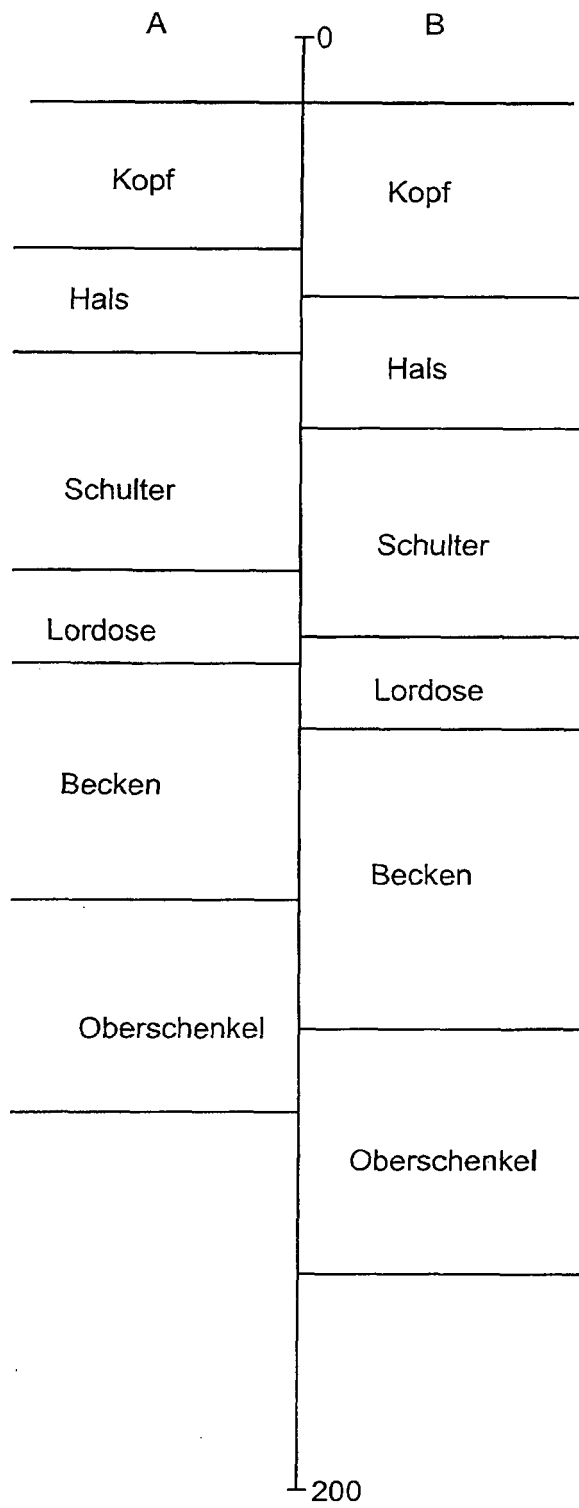 A
0
B
Kopf
Kopf
Hals
Hals
Schulter
Schulter
Lordose
Lordose
Becken
Becken
Oberschenkel
Oberschenkel
200